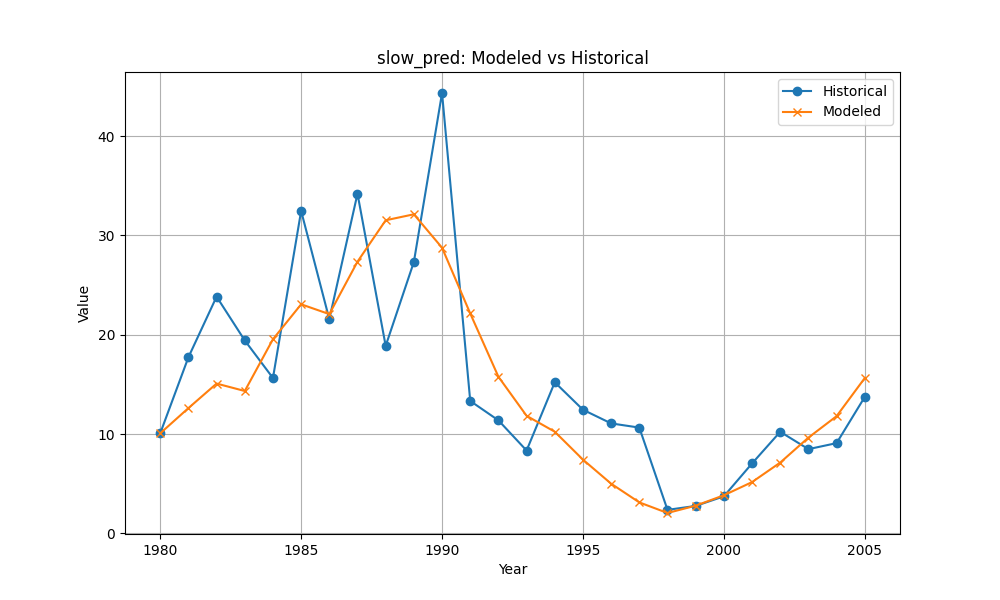 slow_pred: Modeled vs Historical
Historical
Modeled
Value
40
30
20
10
0
1980 1985 1990 1995 2000 2005
Year